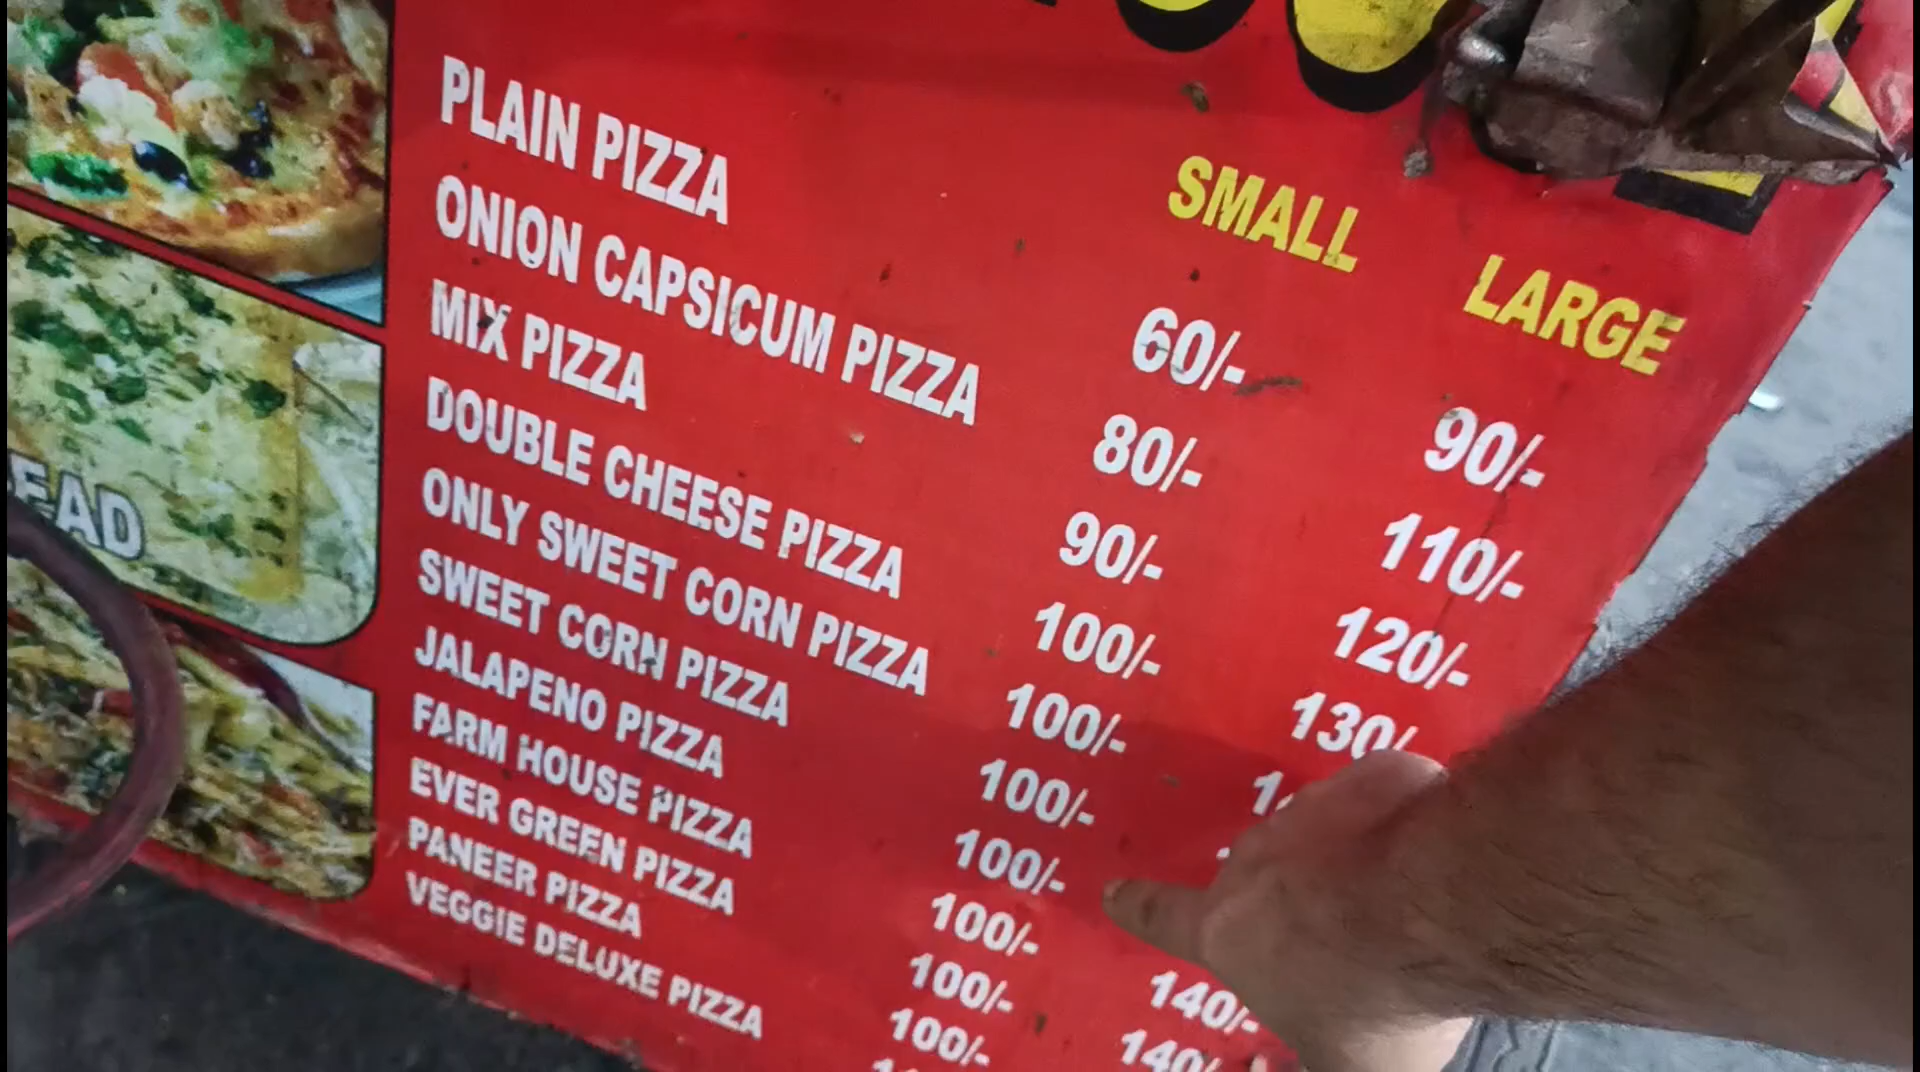 SMALL LARGE
PLAIN PIZZA 60/- 90/-
ONION CAPSICUM PIZZA 80/- 110/-
MIX PIZZA 90/- 120/-
DOUBLE CHEESE PIZZA 100/- 130/-
ONLY SWEET CORN PIZZA 100/-
SWEET CORN PIZZA 100/-
JALAPENO PIZZA 100/-
FARM HOUSE PIZZA 100/-
EVER GREEN PIZZA 100/- 140/-
PANEER PIZZA 100/- 140/-
VEGGIE DELUXE PIZZA